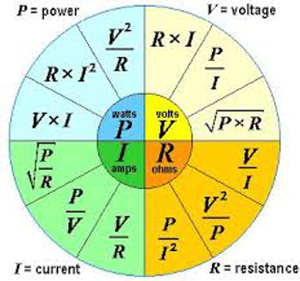 P = power
V = voltage
V²/R
R × I
R × I²
P/I
V × I
√(P × R)
watts
P
volts
V
I
amps
R
ohms
√(P/R)
V/I
P/V
V²/P
V/R
P/I²
I = current
R = resistance